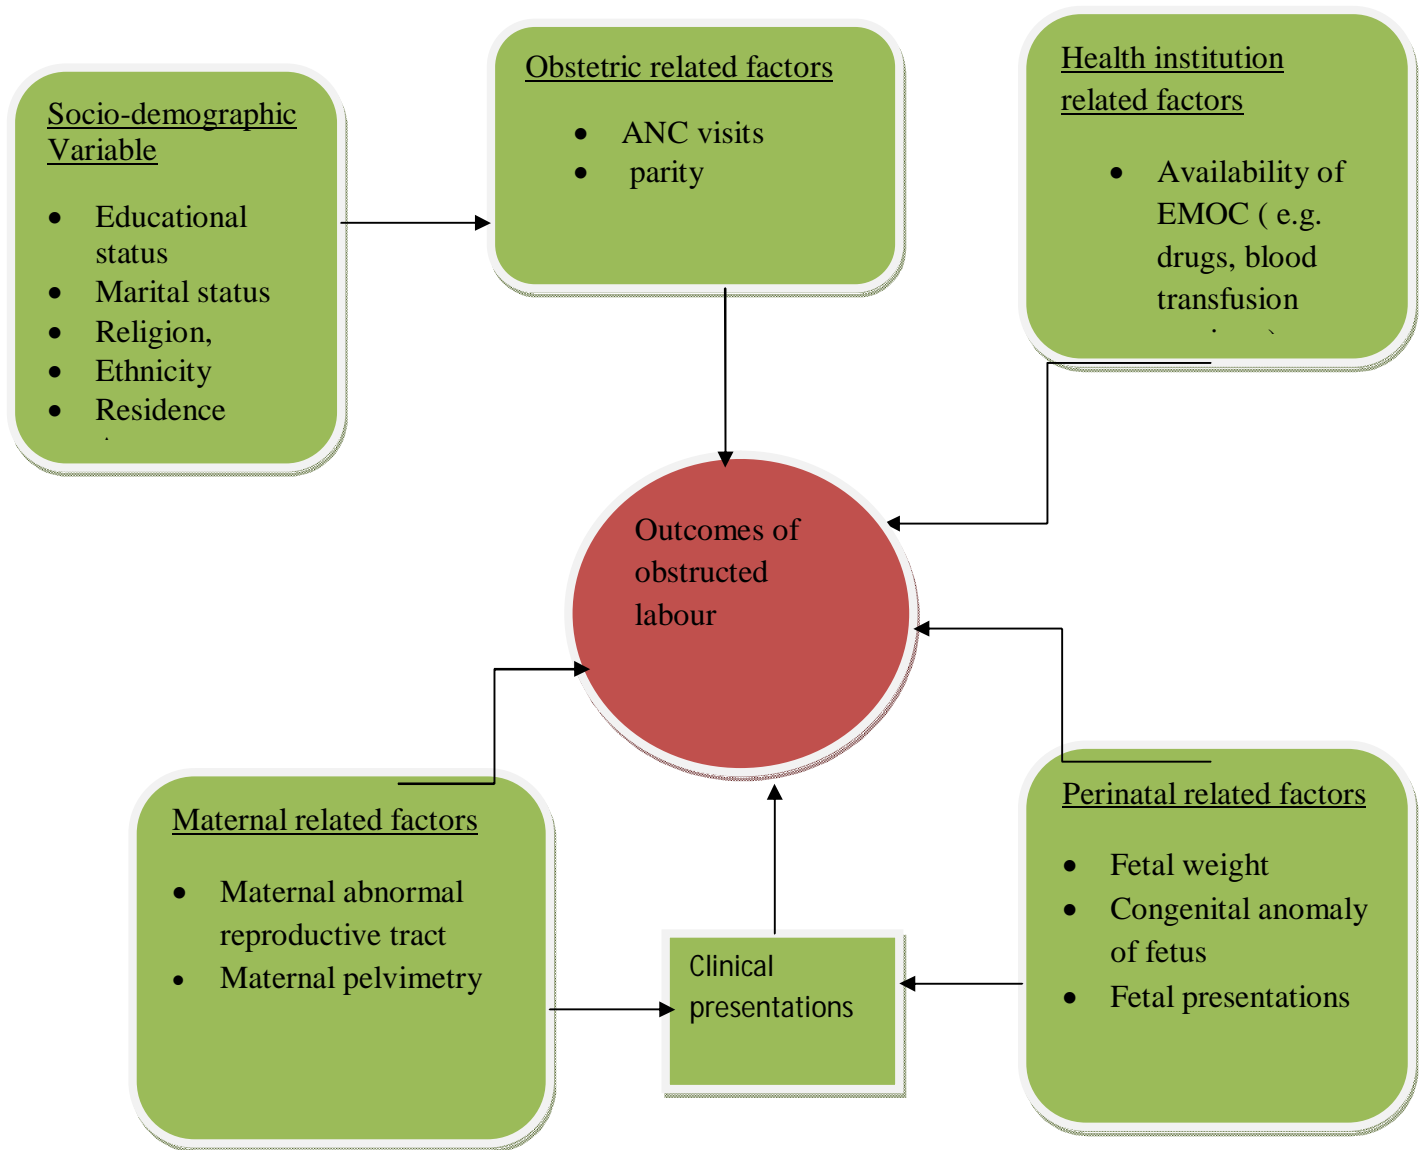 Socio-demographic
Variable
• Educational
status
• Marital status
• Religion,
• Ethnicity
• Residence
Obstetric related factors
• ANC visits
• parity
Health institution
related factors
• Availability of
EMOC ( e.g.
drugs, blood
transfusion
Outcomes of
obstructed
labour
Maternal related factors
• Maternal abnormal
reproductive tract
• Maternal pelvimetry
Clinical
presentations
Perinatal related factors
• Fetal weight
• Congenital anomaly
of fetus
• Fetal presentations